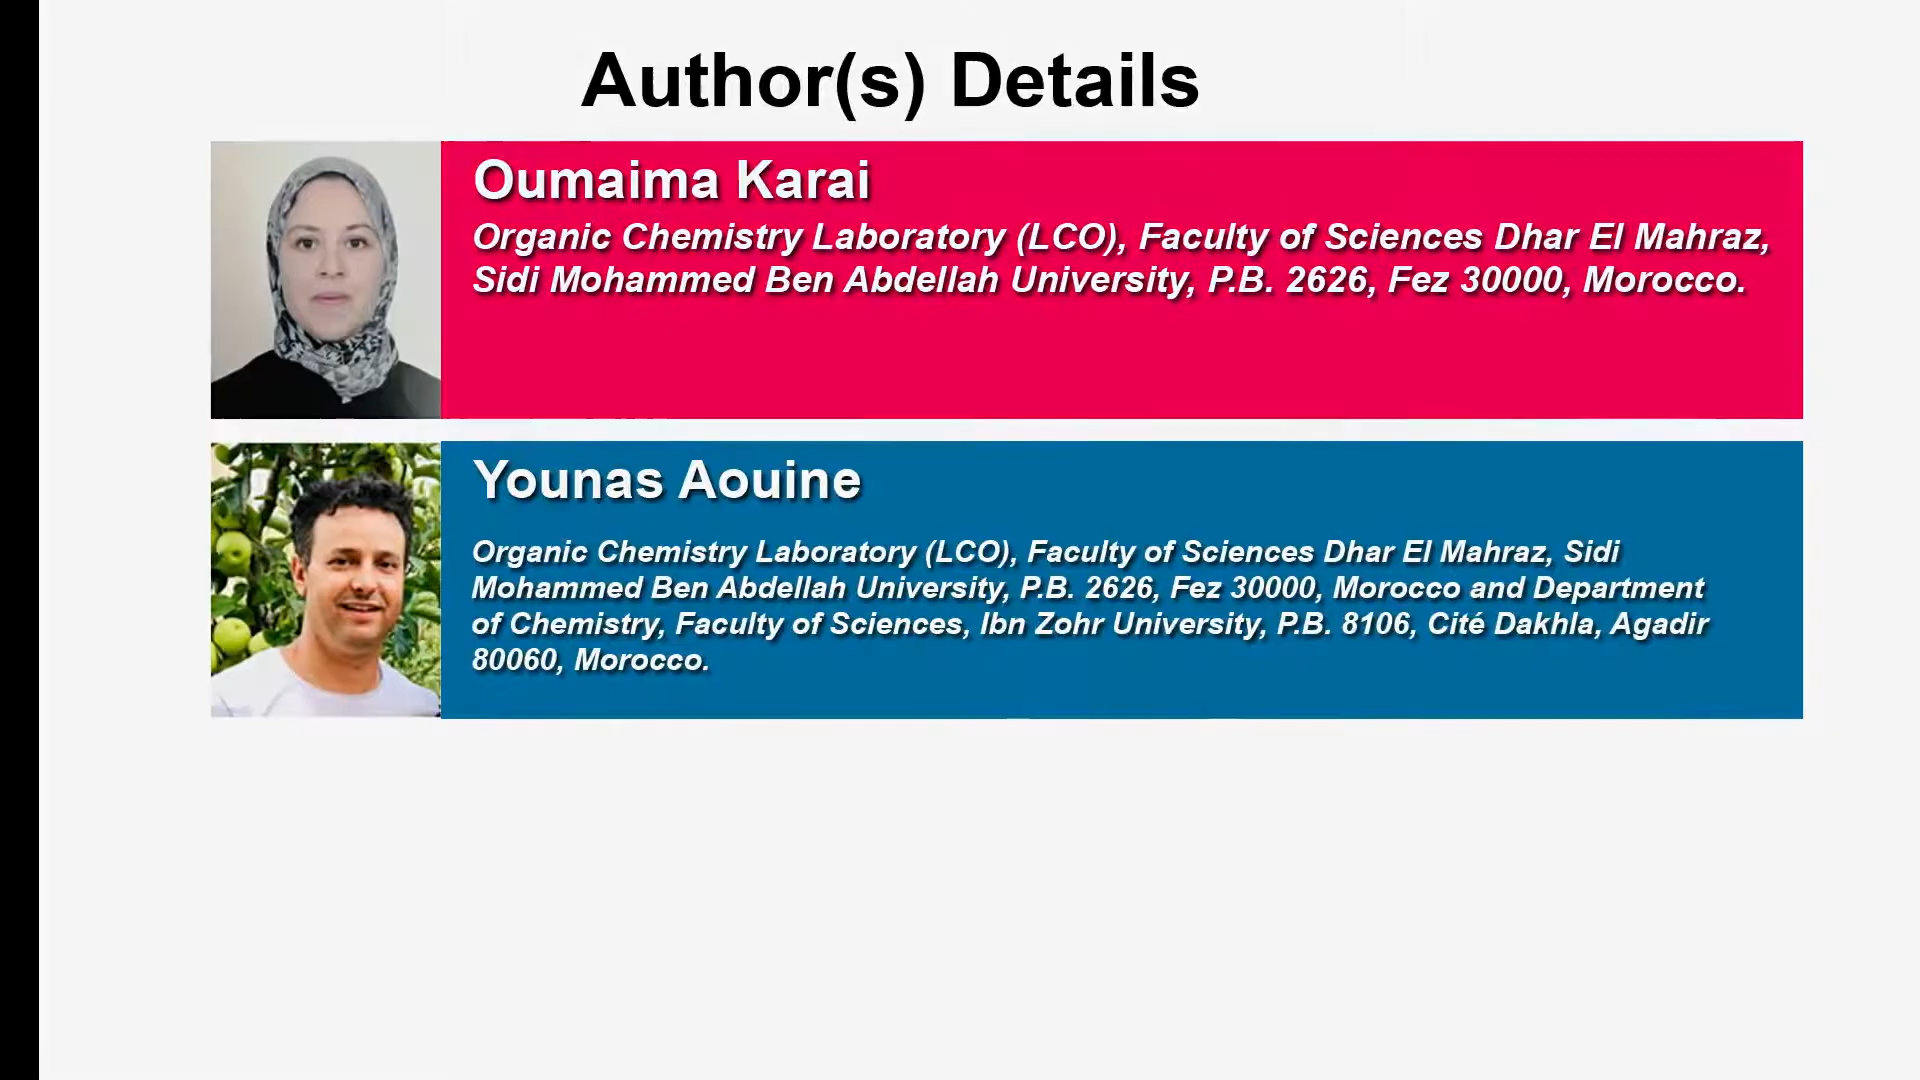 Author(s) Details
Oumaima Karai
Organic Chemistry Laboratory (LCO), Faculty of Sciences Dhar El Mahraz,
Sidi Mohammed Ben Abdellah University, P.B. 2626, Fez 30000, Morocco.
Younas Aouine
Organic Chemistry Laboratory (LCO), Faculty of Sciences Dhar El Mahraz, Sidi
Mohammed Ben Abdellah University, P.B. 2626, Fez 30000, Morocco and Department
of Chemistry, Faculty of Sciences, Ibn Zohr University, P.B. 8106, Cité Dakhla, Agadir
80060, Morocco.